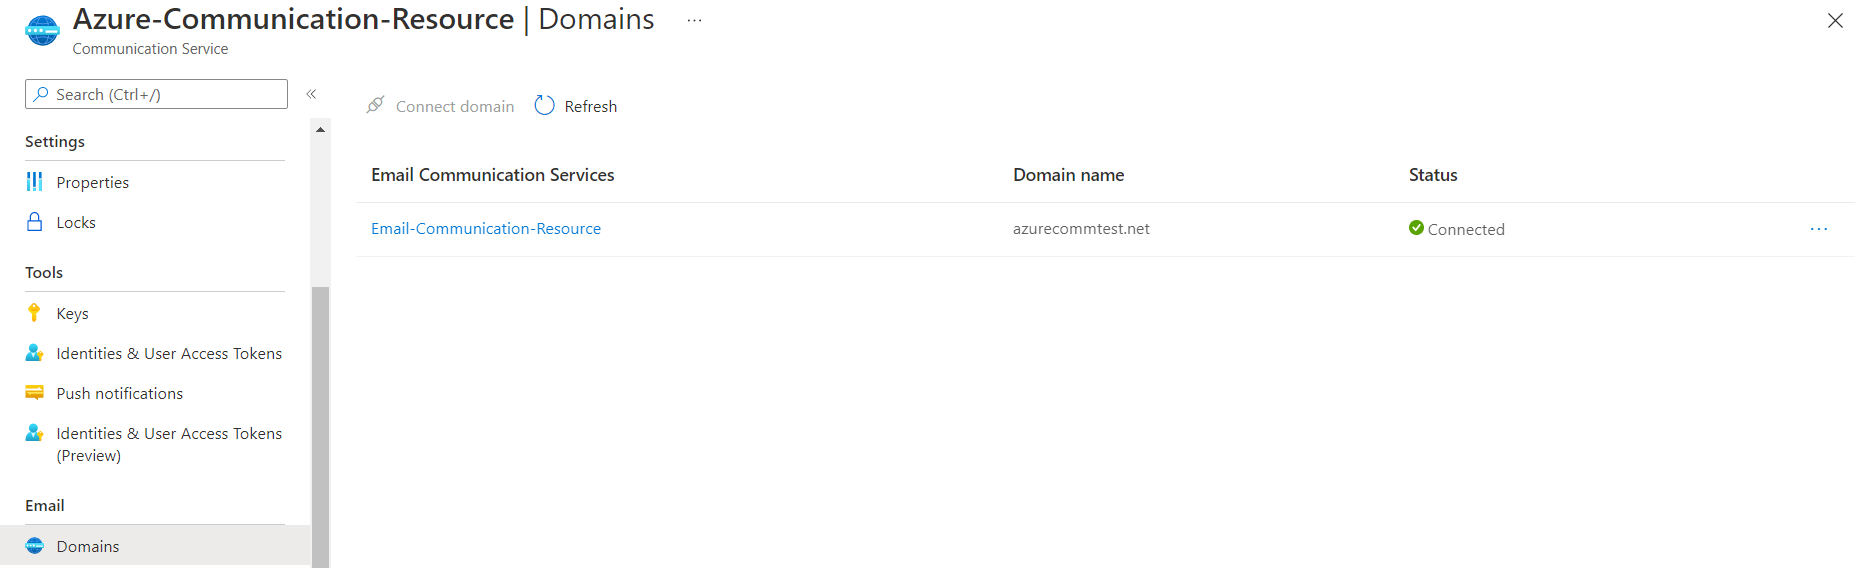 Azure-Communication-Resource | Domains ...
Communication Service
Search (Ctrl+/)
«
Connect domain
Refresh
Settings
Properties
Locks
Tools
Keys
Identities & User Access Tokens
Push notifications
Identities & User Access Tokens
(Preview)
Email
Domains
Email Communication Services Domain name Status
Email-Communication-Resource azurecommtest.net Connected ...